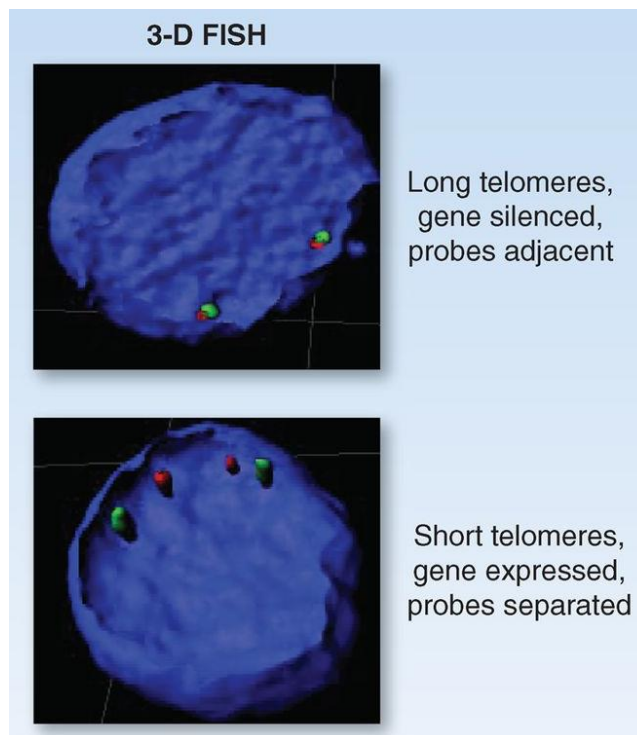 3-D FISH
Long telomeres,
gene silenced,
probes adjacent
Short telomeres,
gene expressed,
probes separated